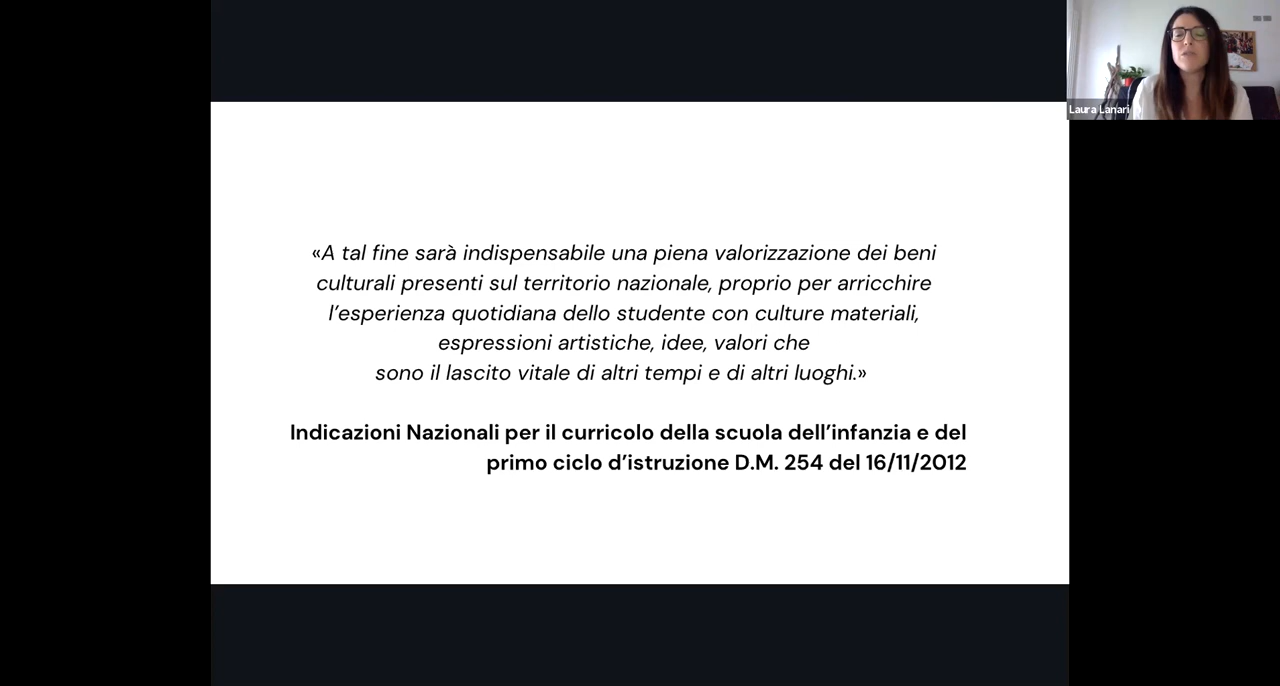 Laura Lanari
«A tal fine sarà indispensabile una piena valorizzazione dei beni
culturali presenti sul territorio nazionale, proprio per arricchire
l’esperienza quotidiana dello studente con culture materiali,
espressioni artistiche, idee, valori che
sono il lascito vitale di altri tempi e di altri luoghi.»
Indicazioni Nazionali per il curricolo della scuola dell’infanzia e del
primo ciclo d’istruzione D.M. 254 del 16/11/2012